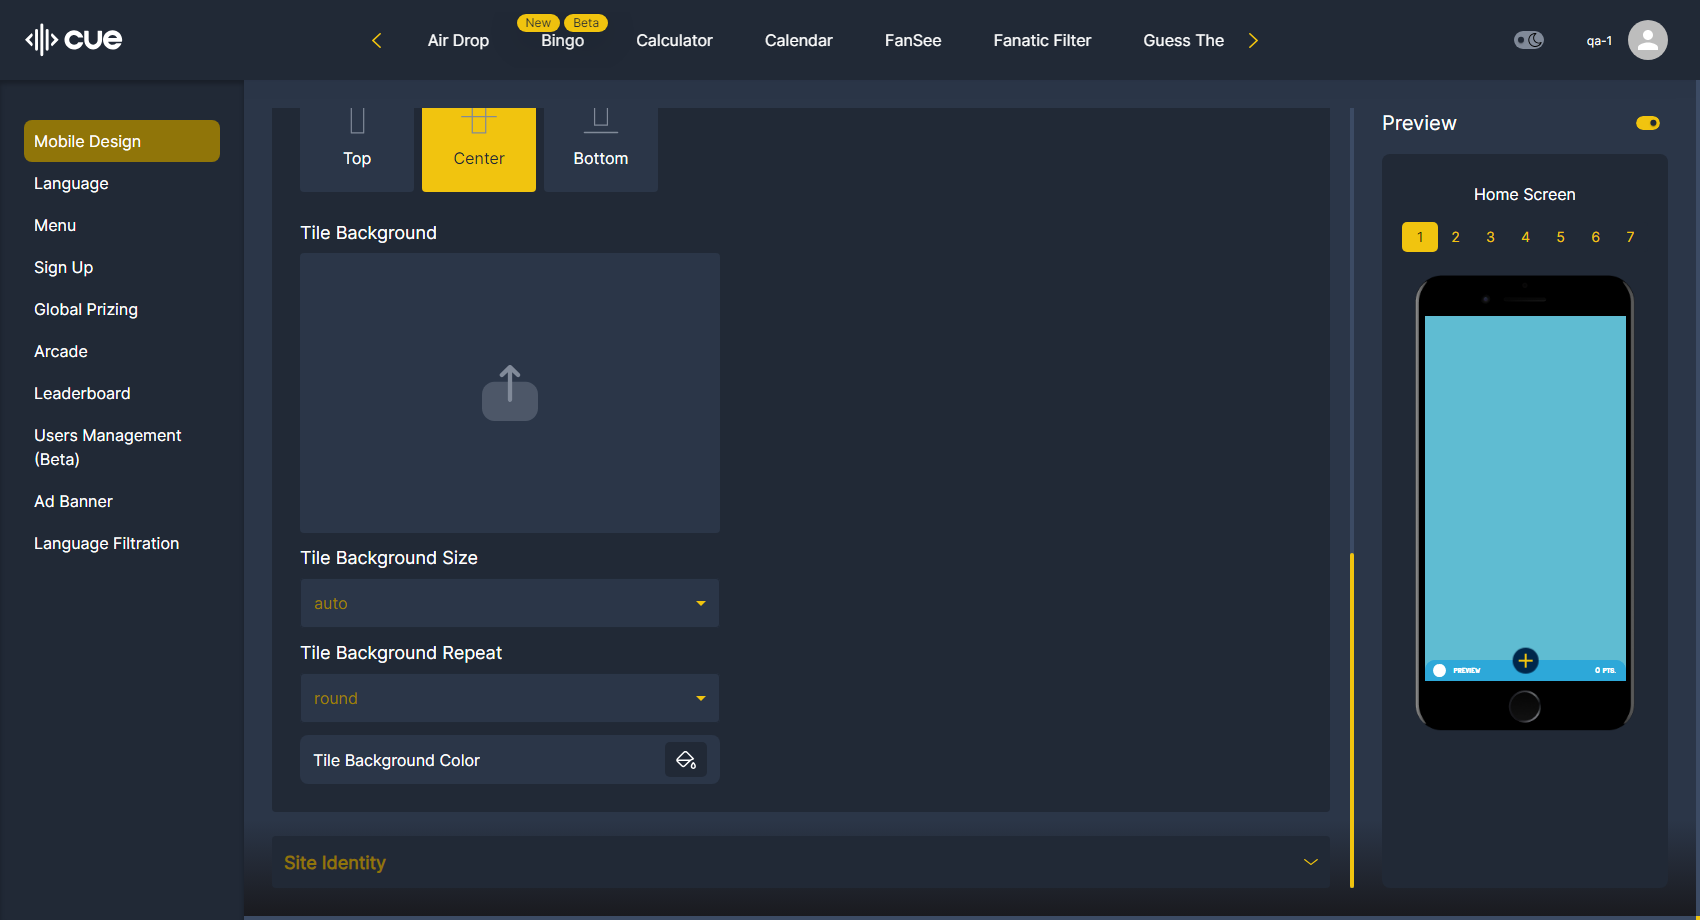 cue
Air Drop
New
Beta
Bingo
Calculator
Calendar
FanSee
Fanatic Filter
Guess The
qa-1
Mobile Design
Language
Menu
Sign Up
Global Prizing
Arcade
Leaderboard
Users Management
(Beta)
Ad Banner
Language Filtration
Top
Center
Bottom
Tile Background
Tile Background Size
auto
Tile Background Repeat
round
Tile Background Color
Site Identity
Preview
Home Screen
1 2 3 4 5 6 7
PREVIEW
0 PTS.